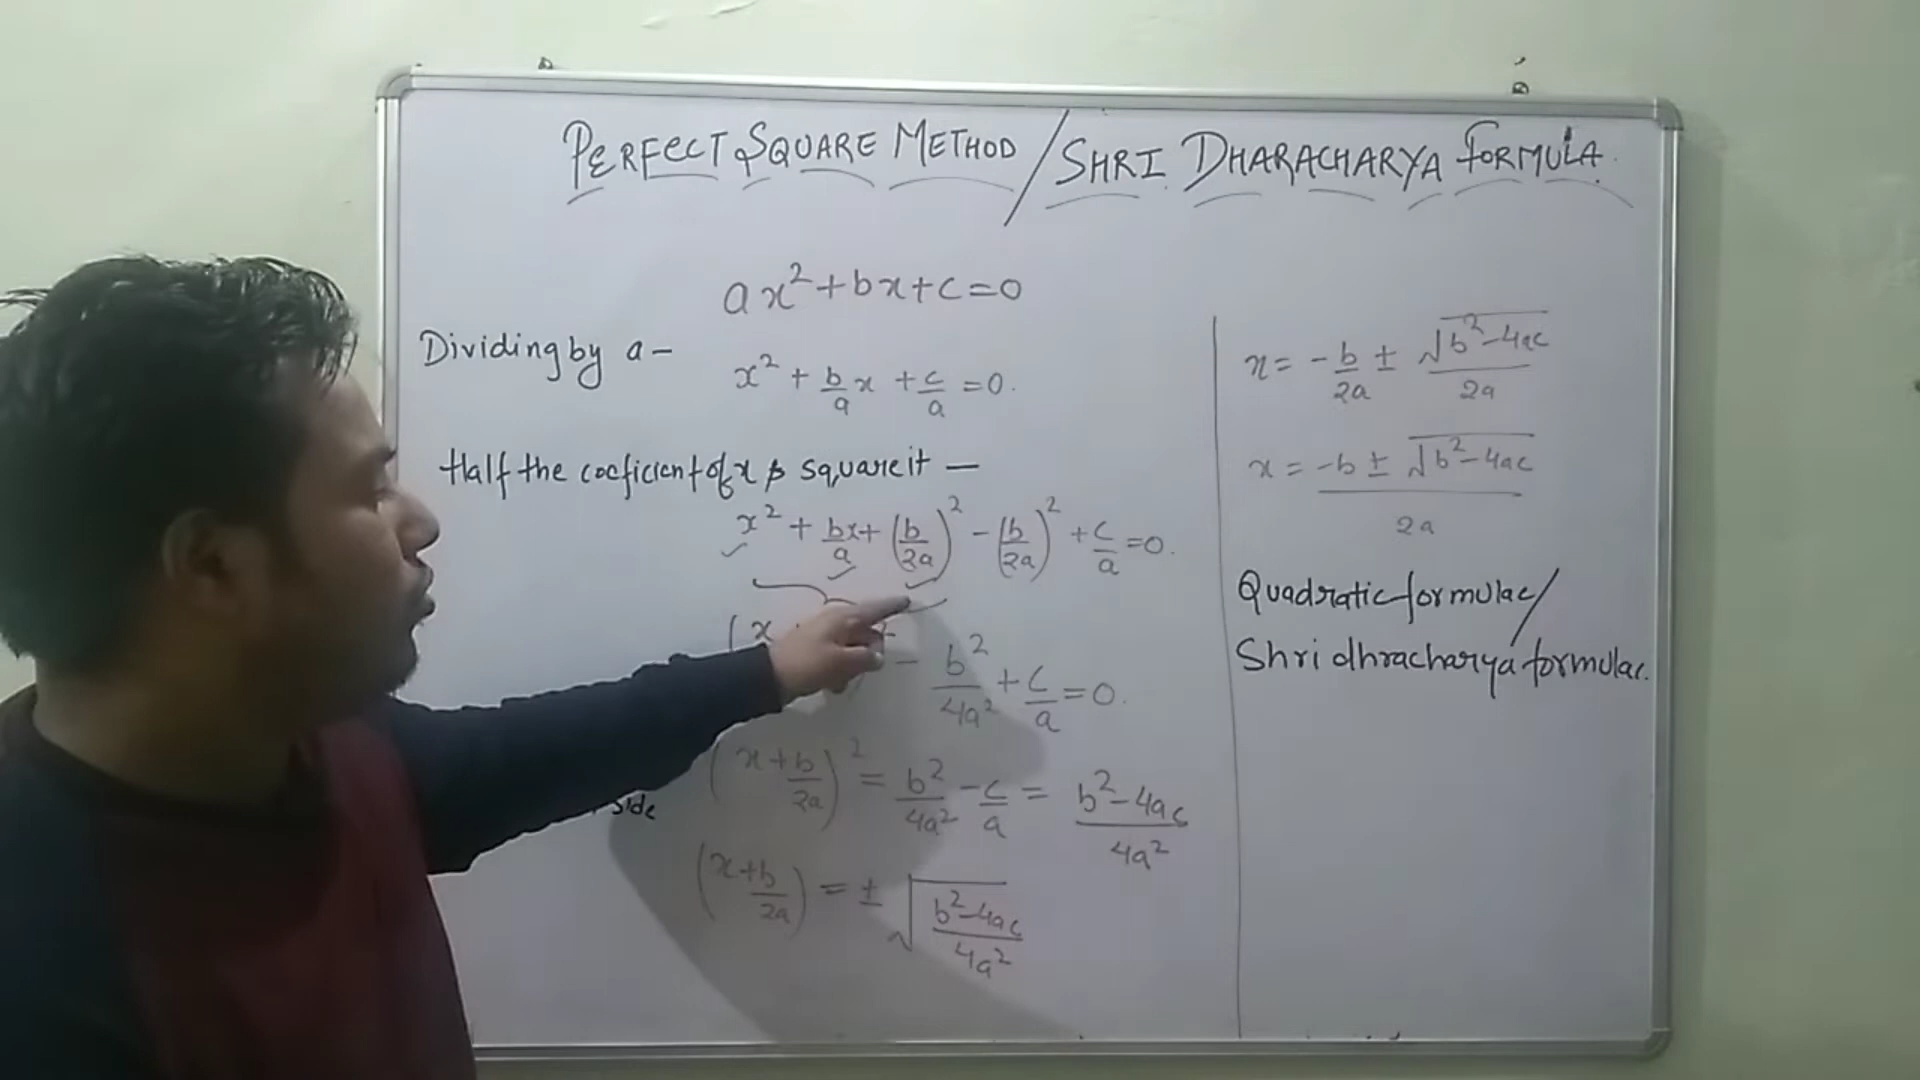 PERFECT SQUARE METHOD / SHRI DHARACHARYA FORMULA.
ax²+bx+c=0
Dividing by a –
x² + b/a x + c/a = 0.
Half the coeficient of x & square it —
x² + bx/a + (b/2a)² – (b/2a)² + c/a = 0.
(x – b²/4a² + c/a = 0.
side
(x+b/2a)² = b²/4a² – c/a = b²–4ac/4a²
(x+b/2a) = ± √b²–4ac/4a²
x = –b/2a ± √b²–4ac/2a
x = –b ± √b²–4ac/2a
Quadratic formulae/
Shri dhracharya formulae.